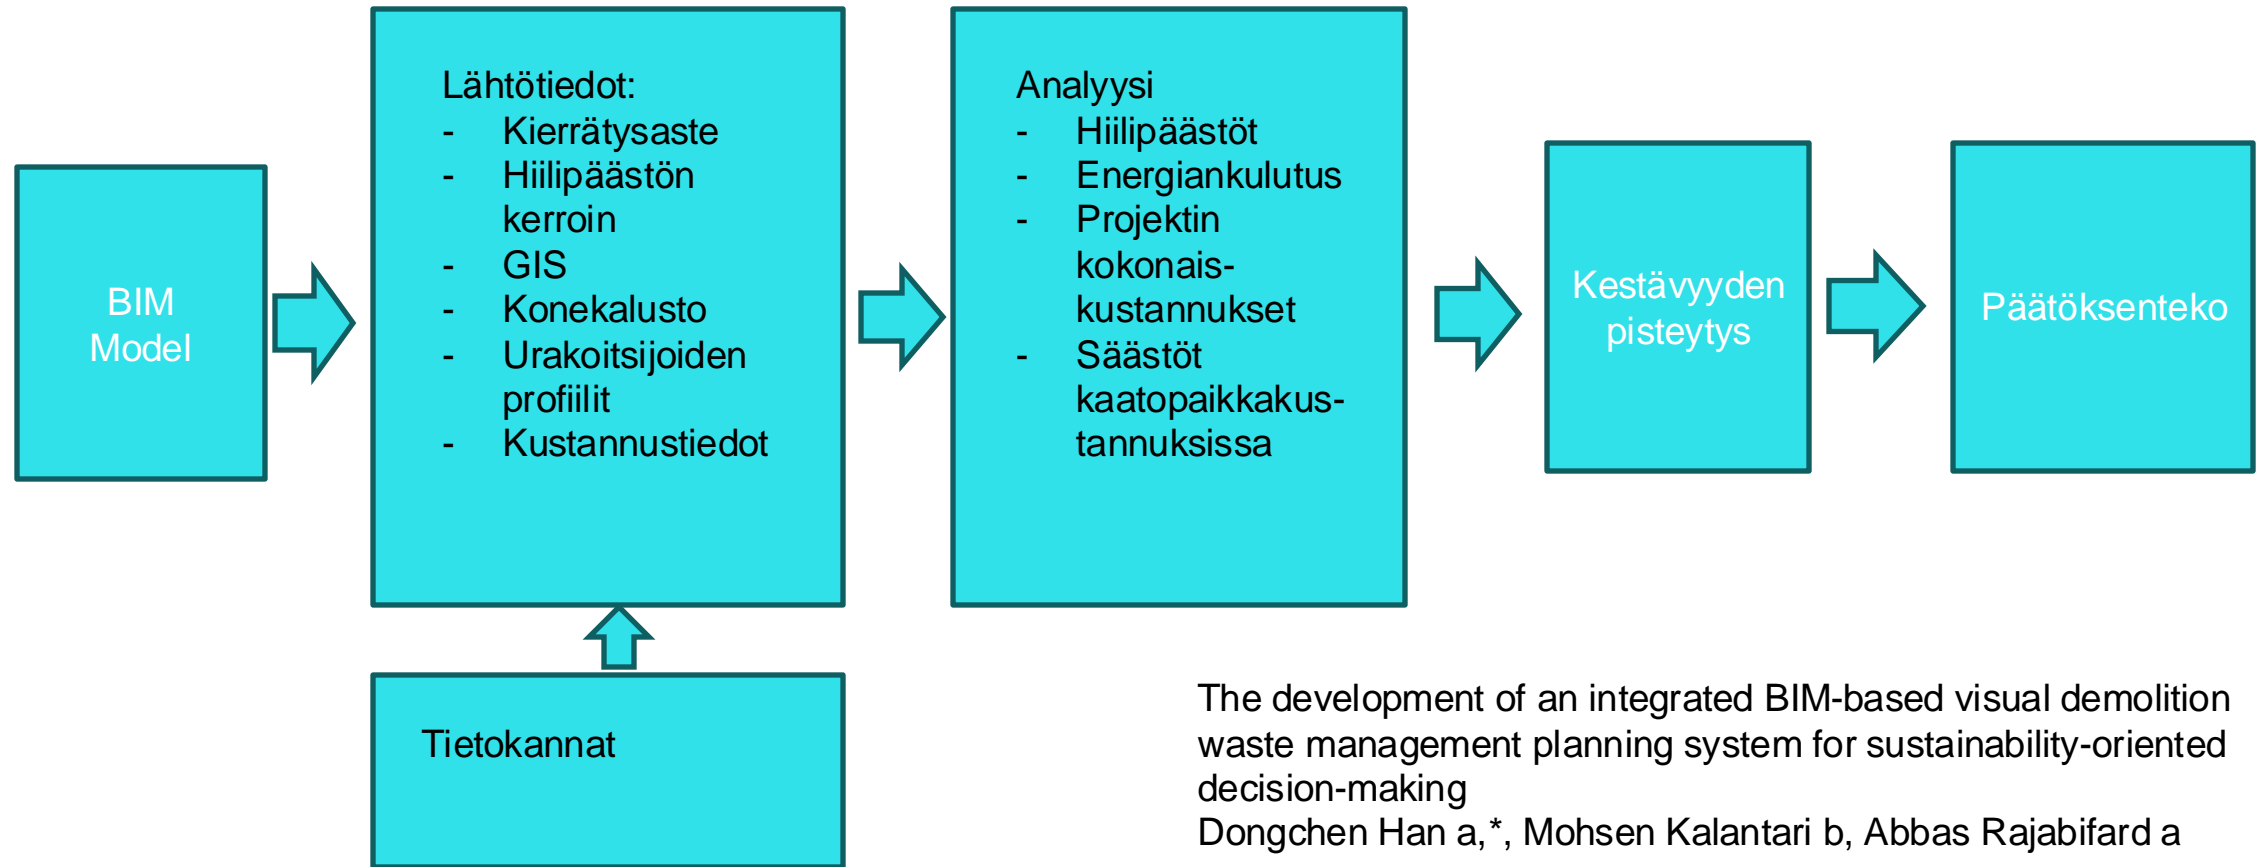 BIM
Model
Lähtötiedot:
- Kierrätysaste
- Hiilipäästön
kerroin
- GIS
- Konekalusto
- Urakoitsijoiden
profiilit
- Kustannustiedot
Tietokannat
Analyysi
- Hiilipäästöt
- Energiankulutus
- Projektin
kokonais-
kustannukset
- Säästöt
kaatopaikkakus-
tannuksissa
Kestävyyden
pisteytys
Päätöksenteko
The development of an integrated BIM-based visual demolition
waste management planning system for sustainability-oriented
decision-making
Dongchen Han a,*, Mohsen Kalantari b, Abbas Rajabifard a